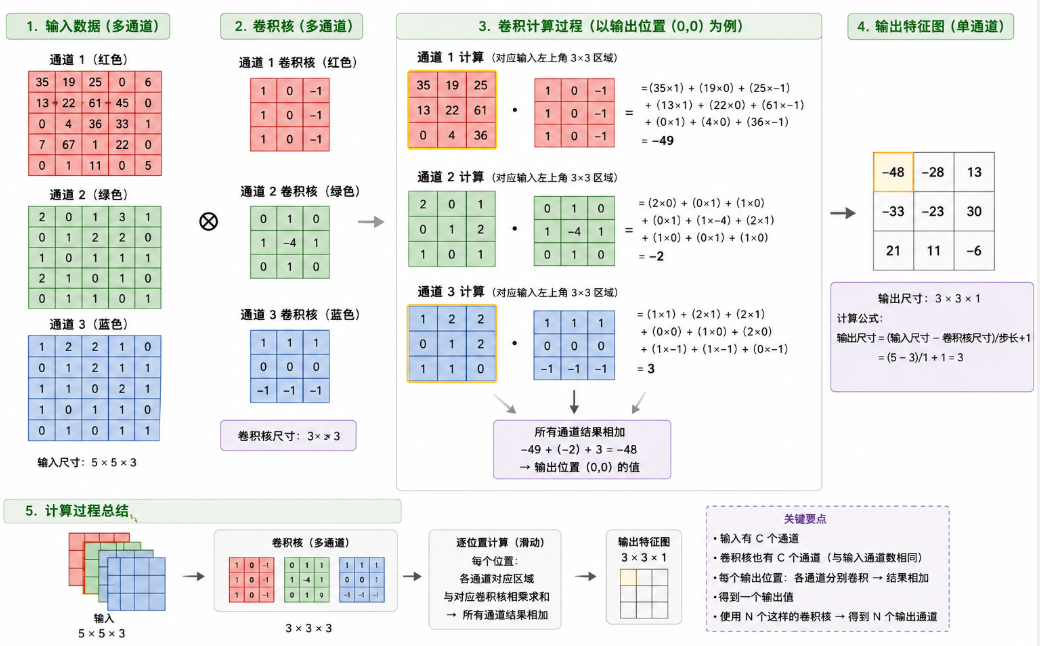 1. 输入数据（多通道）
通道 1（红色）
35 19 25 0 6
13 22 61 45 0
0 4 36 33 1
7 67 1 22 0
0 1 11 0 5
通道 2（绿色）
2 0 1 3 1
0 1 2 2 0
1 0 1 1 1
2 1 0 1 0
0 1 1 1 0
通道 3（蓝色）
1 2 2 1 0
0 1 2 1 1
1 1 0 2 1
1 0 1 1 0
0 1 0 1 1
输入尺寸：5 × 5 × 3
2. 卷积核（多通道）
通道 1 卷积核（红色）
1 0 −1
1 0 −1
1 0 −1
通道 2 卷积核（绿色）
0 1 0
1 −4 1
0 1 0
通道 3 卷积核（蓝色）
1 1 1
0 0 0
−1 −1 −1
卷积核尺寸：3 × 3
3. 卷积计算过程（以输出位置 (0,0) 为例）
通道 1 计算（对应输入左上角 3×3 区域）
35 19 25
13 22 61
0 4 36
•
1 0 −1
1 0 −1
1 0 −1
=
=(35×1) + (19×0) + (25×−1)
+ (13×1) + (22×0) + (61×−1)
+ (0×1) + (4×0) + (36×−1)
= −49
通道 2 计算（对应输入左上角 3×3 区域）
2 0 1
0 1 2
1 0 1
•
0 1 0
1 −4 1
0 1 0
=
= (2×0) + (0×1) + (1×0)
+ (0×1) + (1×−4) + (2×1)
+ (1×0) + (0×1) + (1×0)
= −2
通道 3 计算（对应输入左上角 3×3 区域）
1 2 2
0 1 2
1 1 0
•
1 1 1
0 0 0
−1 −1 −1
= (1×1) + (2×1) + (2×1)
+ (0×0) + (1×0) + (2×0)
+ (1×−1) + (1×−1) + (0×−1)
= 3
所有通道结果相加
−49 + (−2) + 3 = −48
→ 输出位置 (0,0) 的值
4. 输出特征图（单通道）
−48 −28 13
−33 −23 30
21 11 −6
输出尺寸：3 × 3 × 1
计算公式：
输出尺寸 = (输入尺寸 − 卷积核尺寸)/步长+1
= (5 − 3)/1 + 1 = 3
5. 计算过程总结
输入
5 × 5 × 3
卷积核（多通道）
1 0 −1
1 0 −1
1 0 −1
0 1 1
1 −4 1
0 1 0
1 1 1
0 0 1
−1 −1 −1
3 × 3 × 3
逐位置计算（滑动）
每个位置：
各通道对应区域
与对应卷积核相乘求和
→ 所有通道结果相加
输出特征图
3 × 3 × 1
关键要点
• 输入有 C 个通道
• 卷积核也有 C 个通道（与输入通道数相同）
• 每个输出位置：各通道分别卷积 → 结果相加
• 得到一个输出值
• 使用 N 个这样的卷积核 → 得到 N 个输出通道